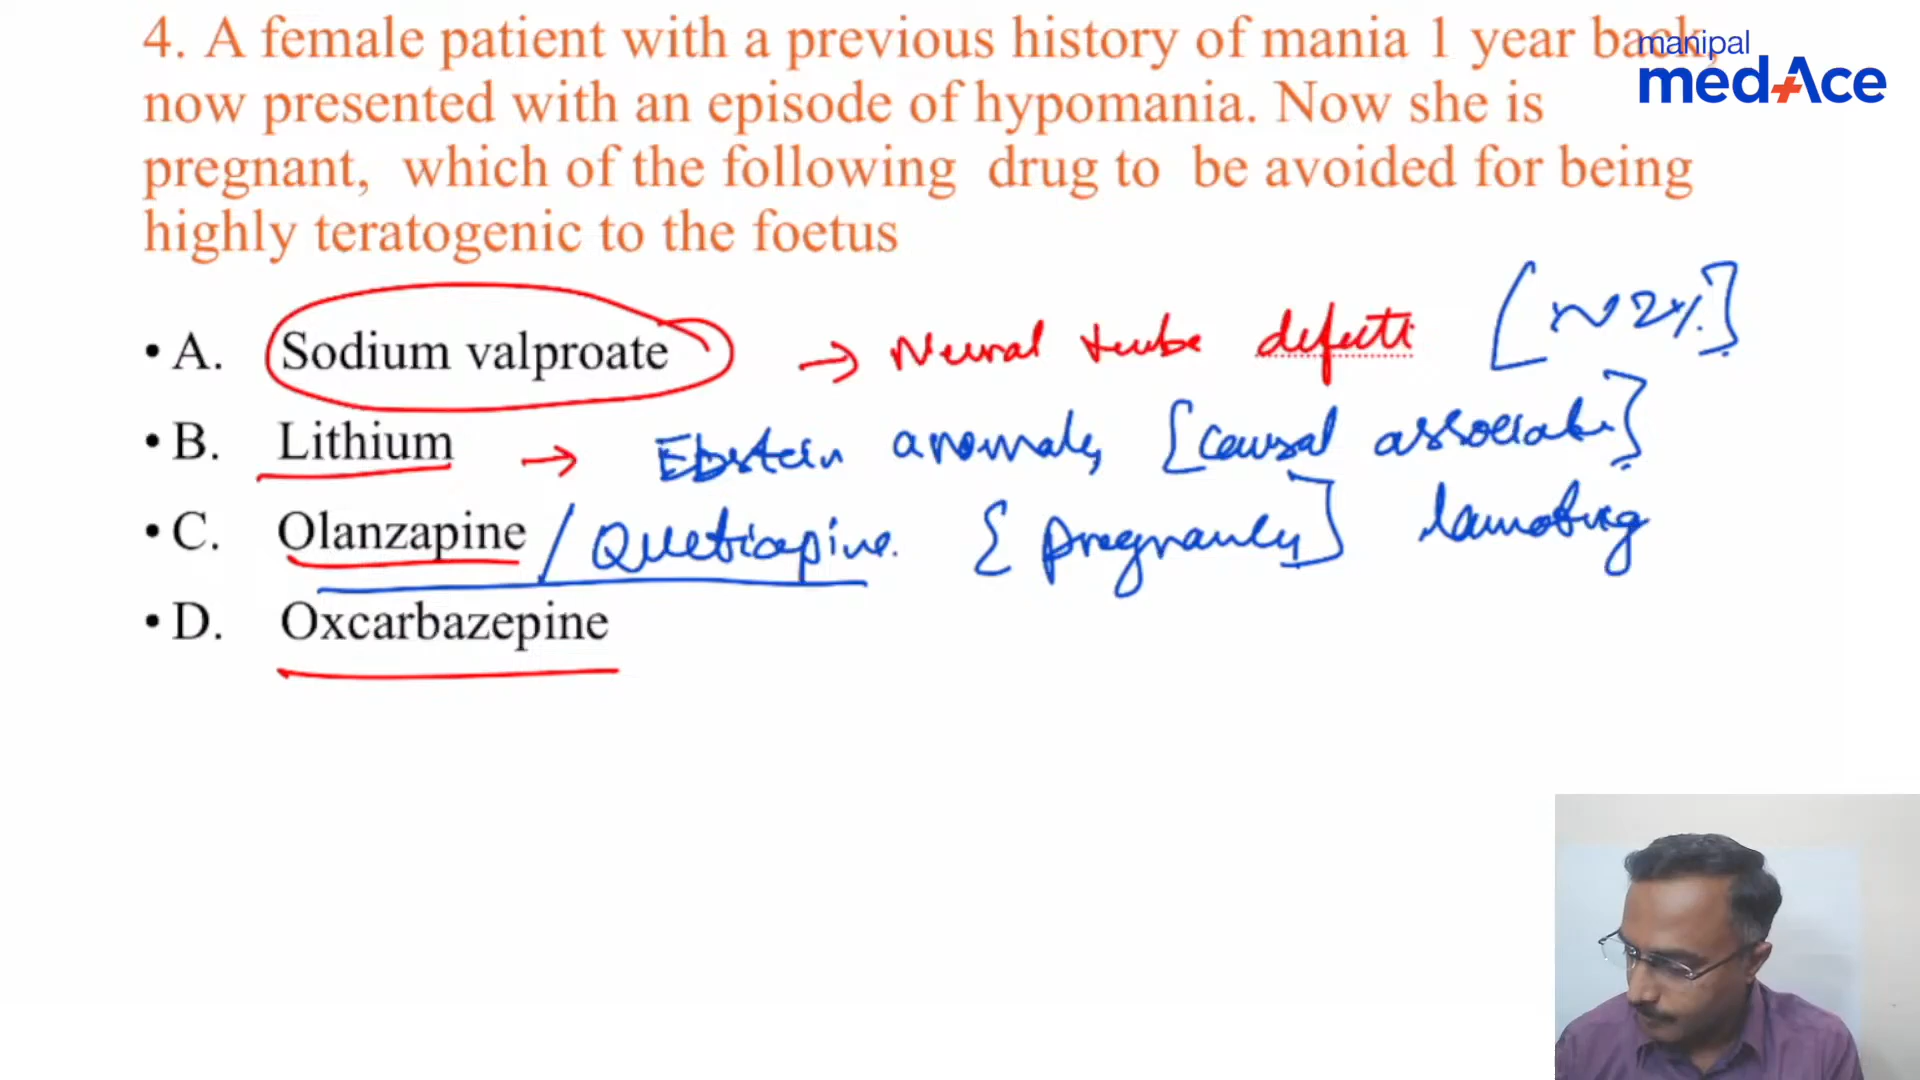 4. A female patient with a previous history of mania 1 year back,
manipal
medAce
now presented with an episode of hypomania. Now she is
pregnant, which of the following drug to be avoided for being
highly teratogenic to the foetus
• A. Sodium valproate → Neural tube defects [~ 2%]
• B. Lithium → Ebstein anomaly [causal associate]
• C. Olanzapine / Quetiapine. [pregnancy]
• D. Oxcarbazepine